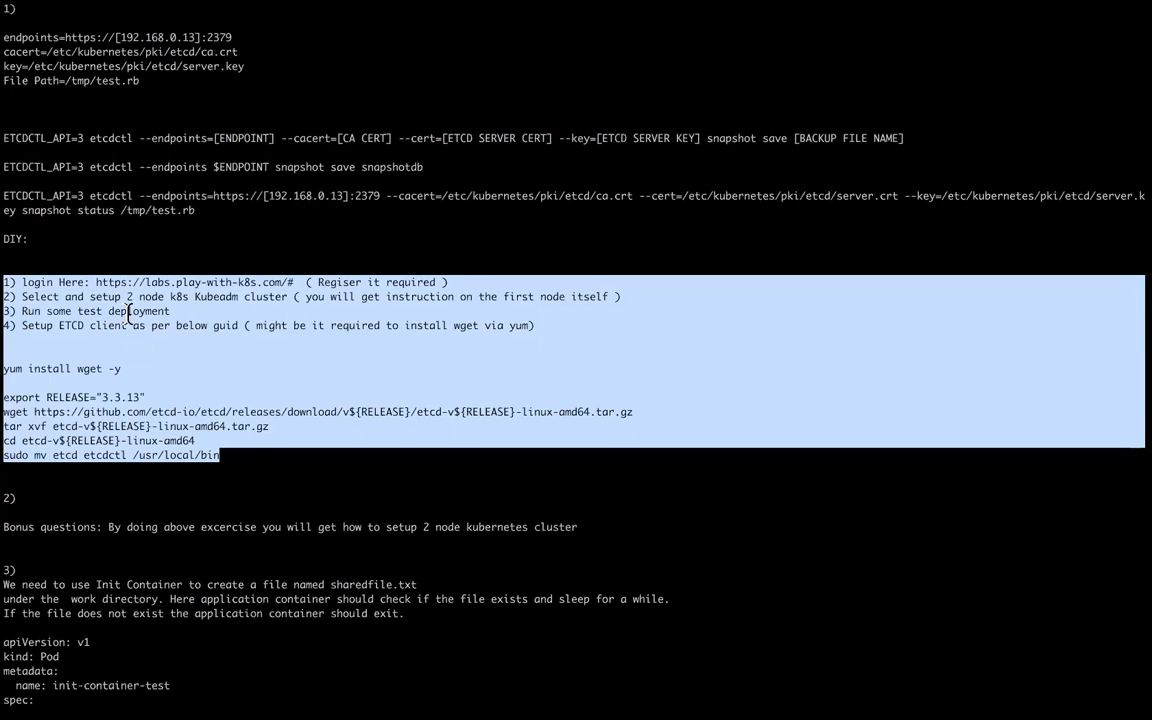 1)
endpoints=https://[192.168.0.13]:2379
cacert=/etc/kubernetes/pki/etcd/ca.crt
key=/etc/kubernetes/pki/etcd/server.key
File Path=/tmp/test.rb
ETCDCTL_API=3 etcdctl --endpoints=[ENDPOINT] --cacert=[CA CERT] --cert=[ETCD SERVER CERT] --key=[ETCD SERVER KEY] snapshot save [BACKUP FILE NAME]
ETCDCTL_API=3 etcdctl --endpoints $ENDPOINT snapshot save snapshotdb
ETCDCTL_API=3 etcdctl --endpoints=https://[192.168.0.13]:2379 --cacert=/etc/kubernetes/pki/etcd/ca.crt --cert=/etc/kubernetes/pki/etcd/server.crt --key=/etc/kubernetes/pki/etcd/server.k
ey snapshot status /tmp/test.rb
DIY:
1) login Here: https://labs.play-with-k8s.com/#  ( Regiser it required )
2) Select and setup 2 node k8s Kubeadm cluster ( you will get instruction on the first node itself )
3) Run some test deployment
4) Setup ETCD client as per below guid ( might be it required to install wget via yum)
yum install wget -y
export RELEASE="3.3.13"
wget https://github.com/etcd-io/etcd/releases/download/v${RELEASE}/etcd-v${RELEASE}-linux-amd64.tar.gz
tar xvf etcd-v${RELEASE}-linux-amd64.tar.gz
cd etcd-v${RELEASE}-linux-amd64
sudo mv etcd etcdctl /usr/local/bin
2)
Bonus questions: By doing above excercise you will get how to setup 2 node kubernetes cluster
3)
We need to use Init Container to create a file named sharedfile.txt
under the  work directory. Here application container should check if the file exists and sleep for a while.
If the file does not exist the application container should exit.
apiVersion: v1
kind: Pod
metadata:
  name: init-container-test
spec: